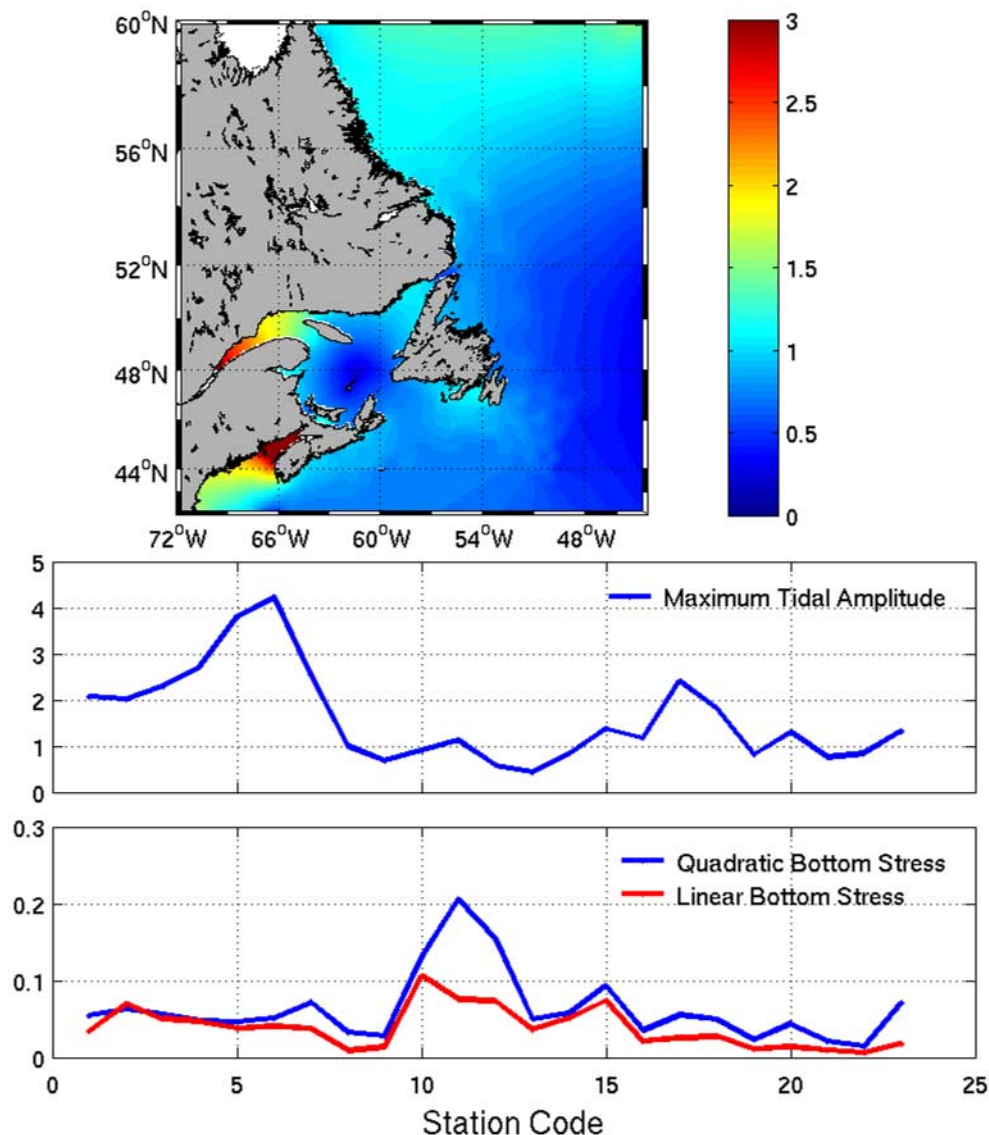 60°N
56°N
52°N
48°N
44°N
72°W 66°W 60°W 54°W 48°W
3
2.5
2
1.5
1
0.5
0
5
4
3
2
1
0
Maximum Tidal Amplitude
0.3
0.2
0.1
0
Quadratic Bottom Stress
Linear Bottom Stress
0 5 10 15 20 25
Station Code